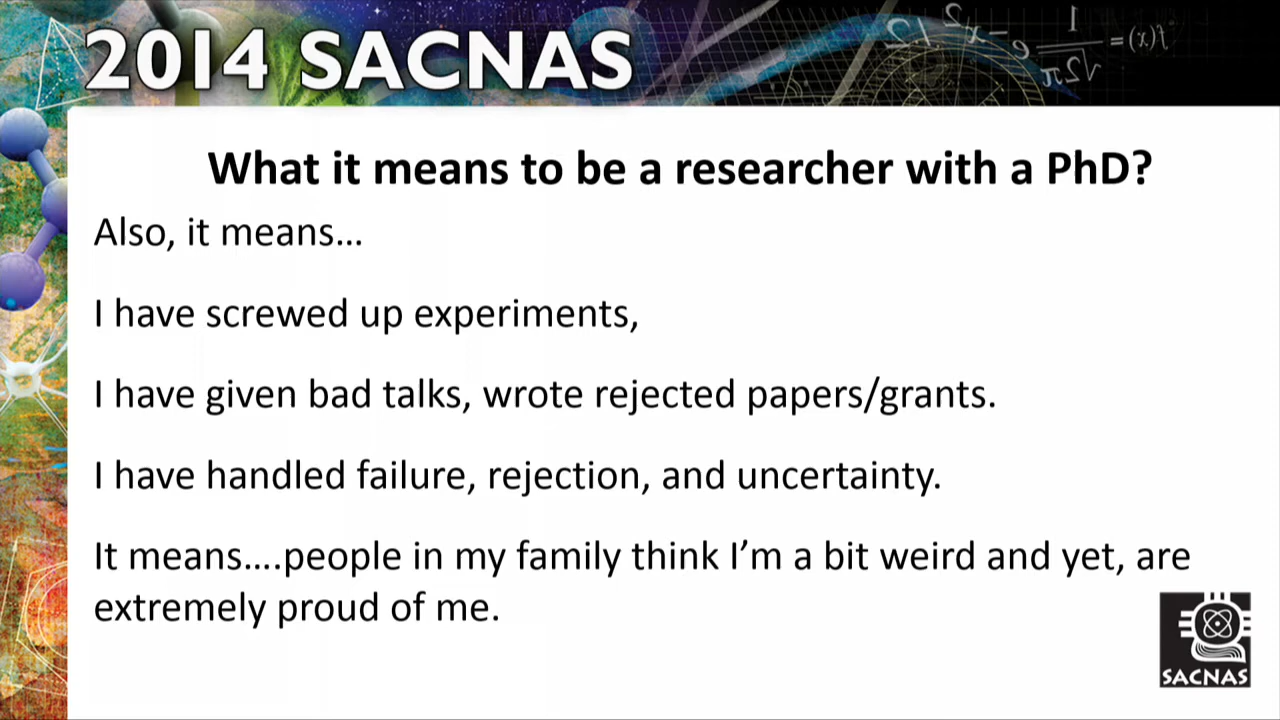 2014 SACNAS
What it means to be a researcher with a PhD?
Also, it means…
I have screwed up experiments,
I have given bad talks, wrote rejected papers/grants.
I have handled failure, rejection, and uncertainty.
It means….people in my family think I’m a bit weird and yet, are
extremely proud of me.
SACNAS